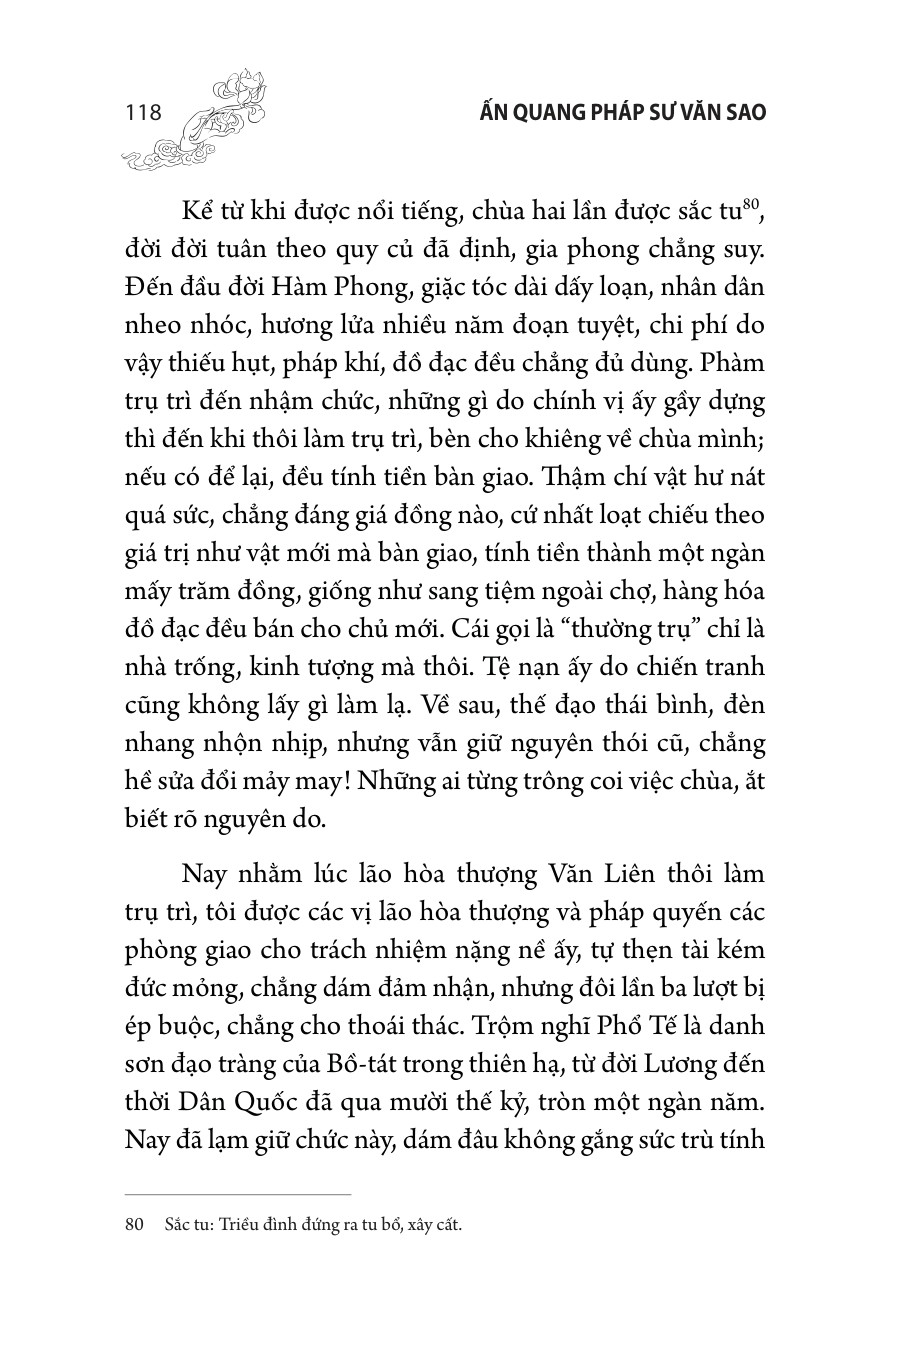 118
ẤN QUANG PHÁP SƯ VĂN SAO
Kể từ khi được nổi tiếng, chùa hai lần được sắc tu80,
đời đời tuân theo quy củ đã định, gia phong chẳng suy.
Đến đầu đời Hàm Phong, giặc tóc dài dấy loạn, nhân dân
nheo nhóc, hương lửa nhiều năm đoạn tuyệt, chi phí do
vậy thiếu hụt, pháp khí, đồ đạc đều chẳng đủ dùng. Phàm
trụ trì đến nhậm chức, những gì do chính vị ấy gầy dựng
thì đến khi thôi làm trụ trì, bèn cho khiêng về chùa mình;
nếu có để lại, đều tính tiền bàn giao. Thậm chí vật hư nát
quá sức, chẳng đáng giá đồng nào, cứ nhất loạt chiếu theo
giá trị như vật mới mà bàn giao, tính tiền thành một ngàn
mấy trăm đồng, giống như sang tiệm ngoài chợ, hàng hóa
đồ đạc đều bán cho chủ mới. Cái gọi là “thường trụ” chỉ là
nhà trống, kinh tượng mà thôi. Tệ nạn ấy do chiến tranh
cũng không lấy gì làm lạ. Về sau, thế đạo thái bình, đèn
nhang nhộn nhịp, nhưng vẫn giữ nguyên thói cũ, chẳng
hề sửa đổi mảy may! Những ai từng trông coi việc chùa, ắt
biết rõ nguyên do.
Nay nhằm lúc lão hòa thượng Văn Liên thôi làm
trụ trì, tôi được các vị lão hòa thượng và pháp quyến các
phòng giao cho trách nhiệm nặng nề ấy, tự thẹn tài kém
đức mỏng, chẳng dám đảm nhận, nhưng đôi lần ba lượt bị
ép buộc, chẳng cho thoái thác. Trộm nghĩ Phổ Tế là danh
sơn đạo tràng của Bồ-tát trong thiên hạ, từ đời Lương đến
thời Dân Quốc đã qua mười thế kỷ, tròn một ngàn năm.
Nay đã lạm giữ chức này, dám đâu không gắng sức trù tính
80 Sắc tu: Triều đình đứng ra tu bổ, xây cất.